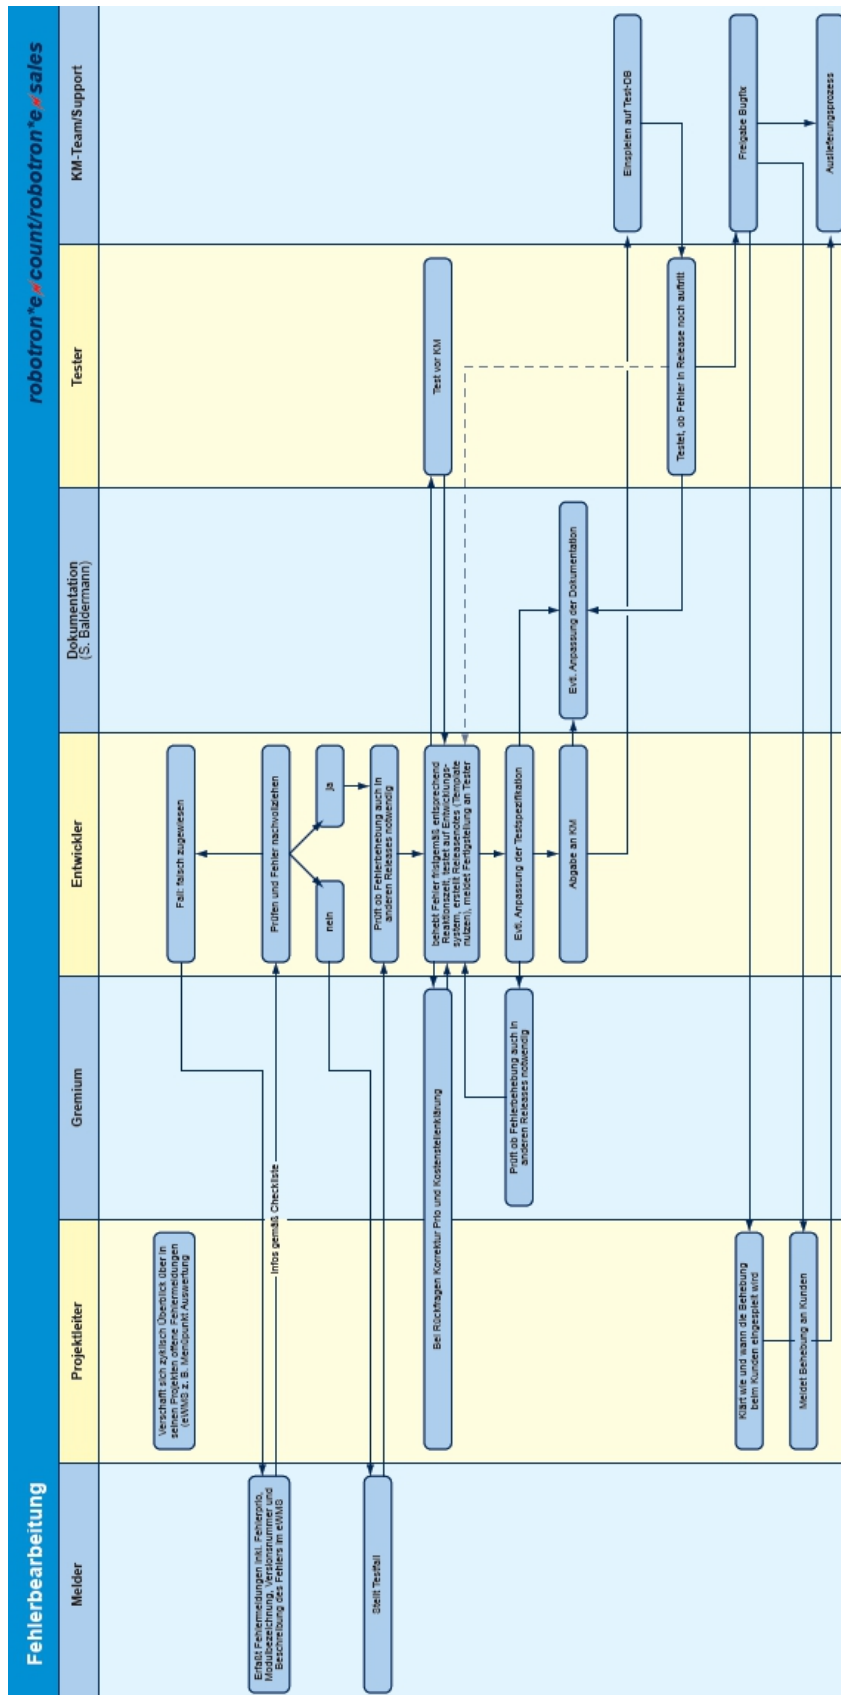 Fehlerbearbeitung
robotron*e count/robotron*e sales
Melder
Projektleiter
Gremium
Entwickler
Dokumentation
(S. Baldermann)
Tester
KM-Team/Support
Verschafft sich zyklisch Überblick über in
seinen Projekten offene Fehlermeldungen
(eWMS z. B. Menüpunkt Auswertung
Fall: falsch zugewiesen
Erfaßt Fehlermeldungen inkl. Fehlerprio,
Modulbezeichnung, Versionsnummer und
Beschreibung des Fehlers im eWMS
Infos gemäß Checkliste
Prüfen und Fehler nachvollziehen
nein
ja
Stellt Testfall
Prüft ob Fehlerbehebung auch in
anderen Releases notwendig
Bei Rückfragen Korrektur Prio und Kostenstellenklärung
behebt Fehler fristgemäß entsprechend
Reaktionszeit, testet auf Entwicklungs-
system, erstellt Releasenotes (Template
nutzen), meldet Fertigstellung an Tester
Test vor KM
Prüft ob Fehlerbehebung auch in
anderen Releases notwendig
Evtl. Anpassung der Testspezifikation
Abgabe an KM
Evtl. Anpassung der Dokumentation
Einspielen auf Test-DB
Testet, ob Fehler in Release noch auftritt
Klärt wie und wann die Behebung
beim Kunden eingespielt wird
Freigabe Bugfix
Meldet Behebung an Kunden
Auslieferungsprozess